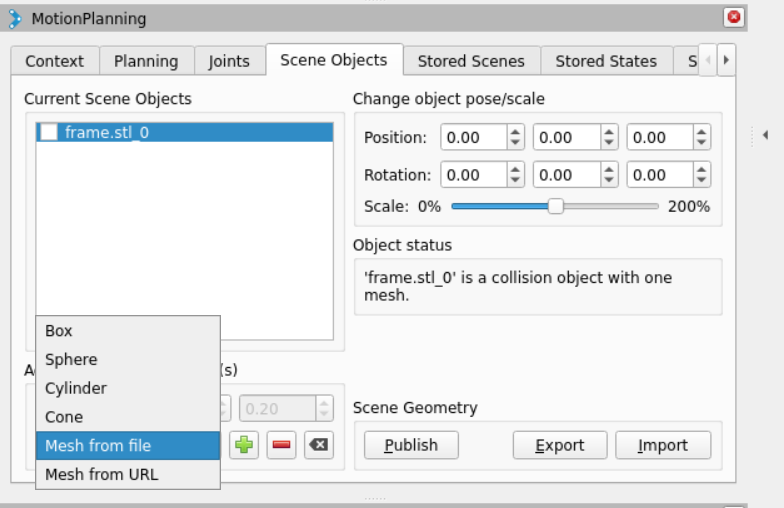 MotionPlanning
Context Planning Joints Scene Objects Stored Scenes Stored States S
Current Scene Objects
frame.stl_0
Change object pose/scale
Position: 0.00 0.00 0.00
Rotation: 0.00 0.00 0.00
Scale: 0% 200%
Object status
'frame.stl_0' is a collision object with one
mesh.
(s)
0.20
Box
Sphere
Cylinder
Cone
Mesh from file
Mesh from URL
Scene Geometry
Publish Export Import